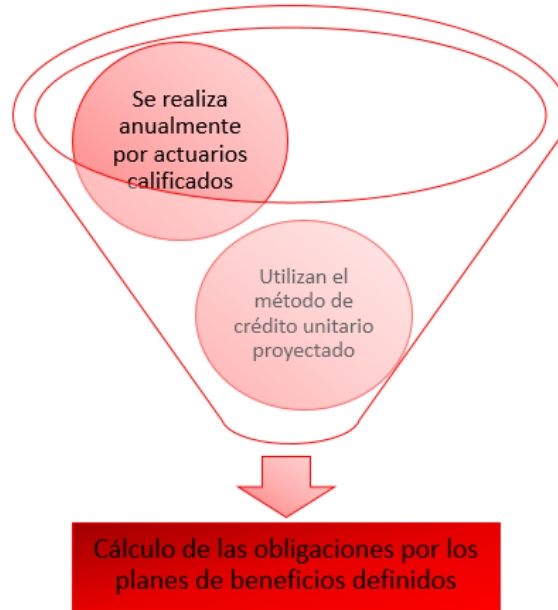 Se realiza
anualmente
por actuarios
calificados
Utilizan el
método de
crédito unitario
proyectado
Cálculo de las obligaciones por los
planes de beneficios definidos